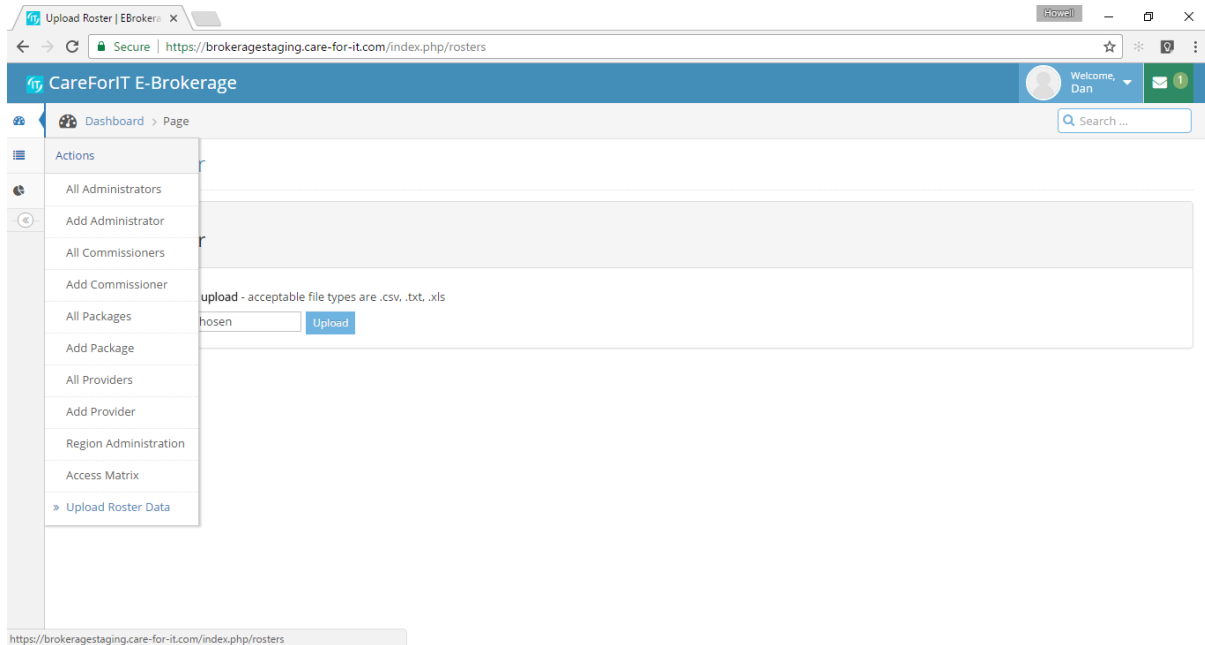 Upload Roster | EBrokera
Howell
Secure | https://brokeragestaging.care-for-it.com/index.php/rosters
CareForIT E-Brokerage
Welcome,
Dan
1
Dashboard > Page
Search ...
Actions
r
All Administrators
Add Administrator
r
All Commissioners
Add Commissioner
upload - acceptable file types are .csv, .txt, .xls
All Packages
hosen
Upload
Add Package
All Providers
Add Provider
Region Administration
Access Matrix
» Upload Roster Data
https://brokeragestaging.care-for-it.com/index.php/rosters